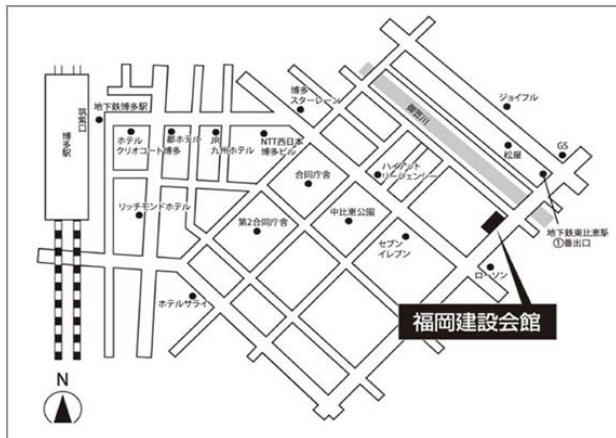 博多駅
筑紫口
地下鉄博多駅
ホテル
クリオコート博多
都ホテル
JR
九州ホテル
NTT西日本
博多ビル
博多
スターレーン
御笠川
ジョイフル
松屋
GS
地下鉄東比恵駅
①番出口
ハイアット
リージェンシー
合同庁舎
中比恵公園
第2合同庁舎
リッチモンドホテル
セブン
イレブン
ローソン
ホテルサライ
福岡建設会館
N